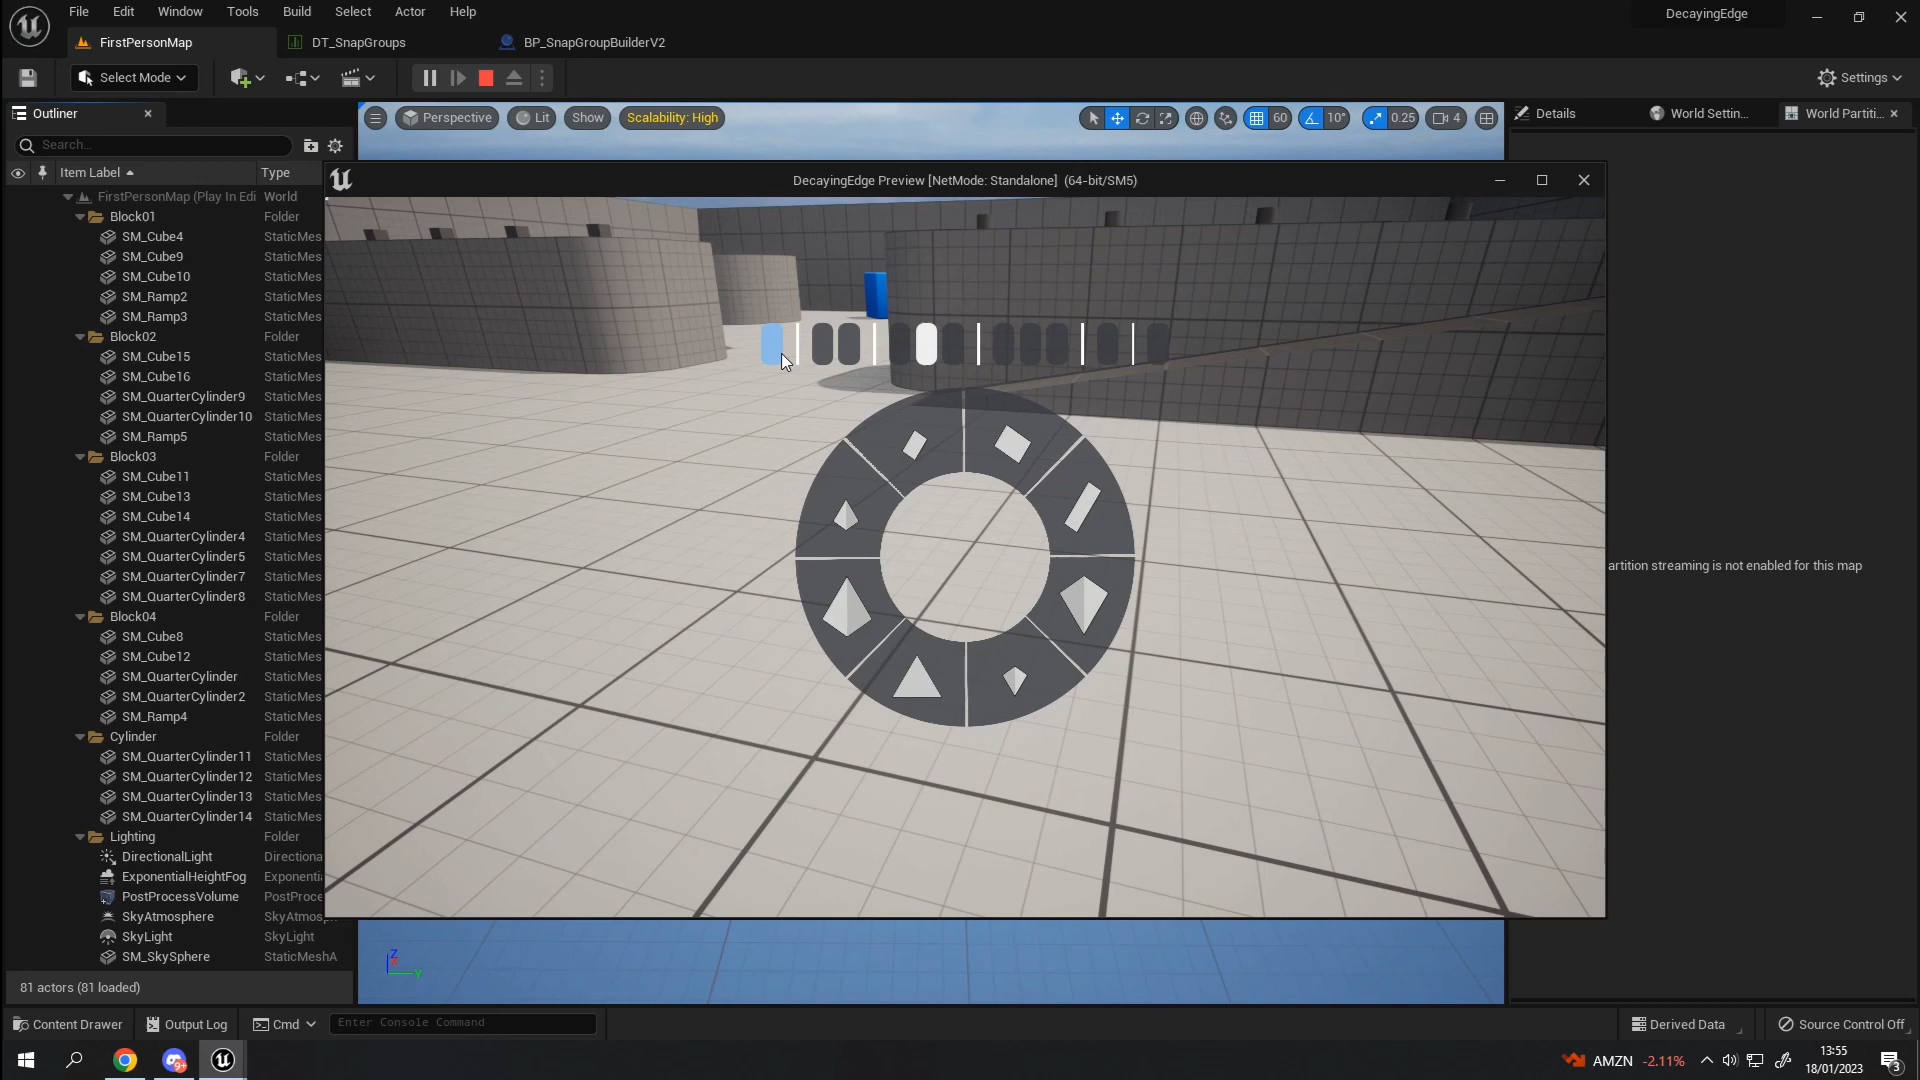 File Edit Window Tools Build Select Actor Help
DecayingEdge
FirstPersonMap
DT_SnapGroups
BP_SnapGroupBuilderV2
Select Mode
Settings
Outliner
Perspective
Lit
Show
Scalability: High
60
10°
0.25
4
Details
World Settin...
World Partiti...
Search...
Item Label
Type
DecayingEdge Preview [NetMode: Standalone] (64-bit/SM5)
FirstPersonMap (Play In Edi World
Block01 Folder
SM_Cube4 StaticMes
SM_Cube9 StaticMes
SM_Cube10 StaticMes
SM_Ramp2 StaticMes
SM_Ramp3 StaticMes
Block02 Folder
SM_Cube15 StaticMes
SM_Cube16 StaticMes
SM_QuarterCylinder9 StaticMes
SM_QuarterCylinder10 StaticMes
SM_Ramp5 StaticMes
Block03 Folder
SM_Cube11 StaticMes
SM_Cube13 StaticMes
SM_Cube14 StaticMes
SM_QuarterCylinder4 StaticMes
SM_QuarterCylinder5 StaticMes
artition streaming is not enabled for this map
SM_QuarterCylinder7 StaticMes
SM_QuarterCylinder8 StaticMes
Block04 Folder
SM_Cube8 StaticMes
SM_Cube12 StaticMes
SM_QuarterCylinder StaticMes
SM_QuarterCylinder2 StaticMes
SM_Ramp4 StaticMes
Cylinder Folder
SM_QuarterCylinder11 StaticMes
SM_QuarterCylinder12 StaticMes
SM_QuarterCylinder13 StaticMes
SM_QuarterCylinder14 StaticMes
Lighting Folder
DirectionalLight Directiona
ExponentialHeightFog Exponenti
PostProcessVolume PostProce
SkyAtmosphere SkyAtmosph
SkyLight SkyLight
SM_SkySphere StaticMeshA
Z
Y
81 actors (81 loaded)
Content Drawer
Output Log
Cmd
Enter Console Command
Derived Data
Source Control Off
9+
AMZN -2.11%
13:55
18/01/2023
3